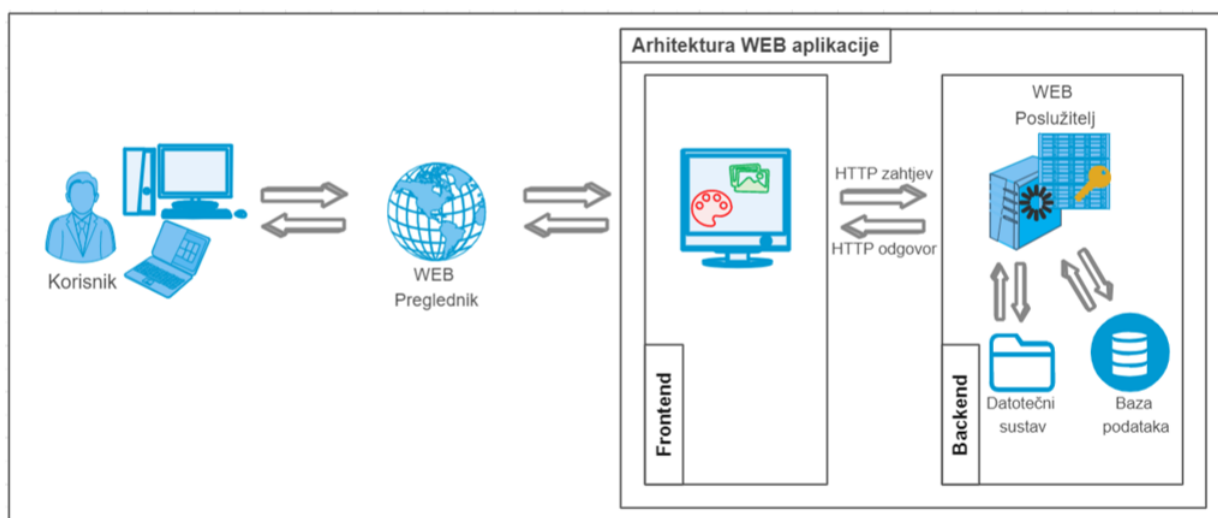 Arhitektura WEB aplikacije
Korisnik
WEB
Preglednik
Frontend
HTTP zahtjev
HTTP odgovor
WEB
Poslužitelj
Datotečni
sustav
Baza
podataka
Backend